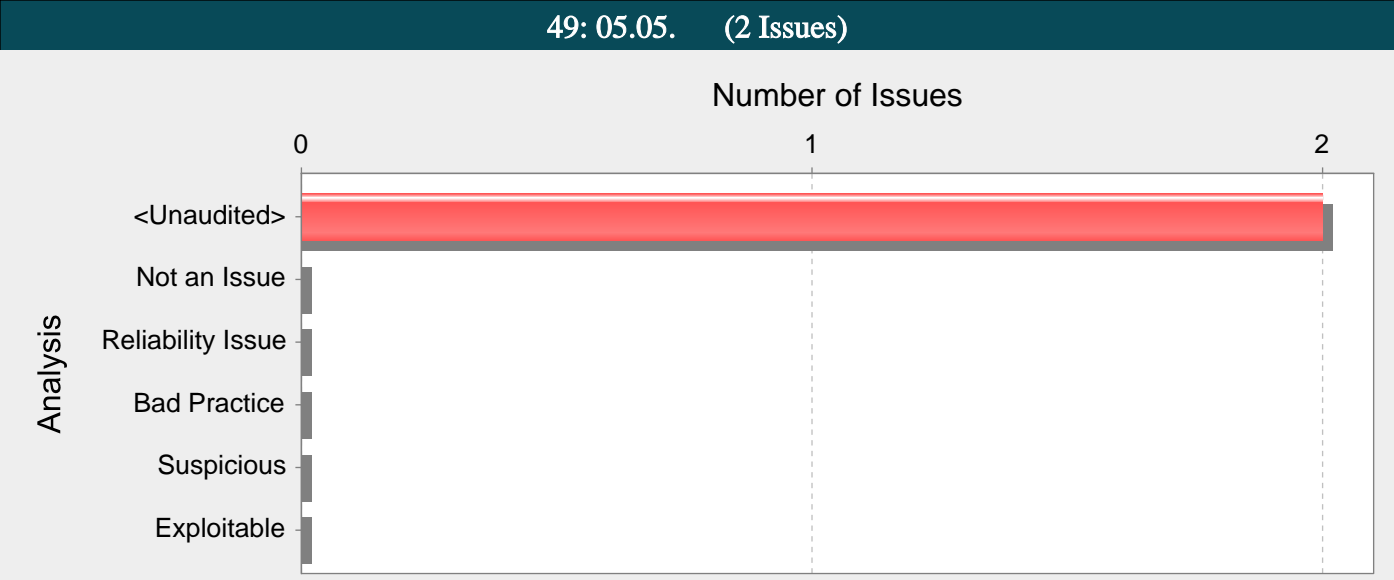 49: 05.05. (2 Issues)
Number of Issues
0 1 2
<Unaudited>
Not an Issue
Reliability Issue
Bad Practice
Suspicious
Exploitable
Analysis